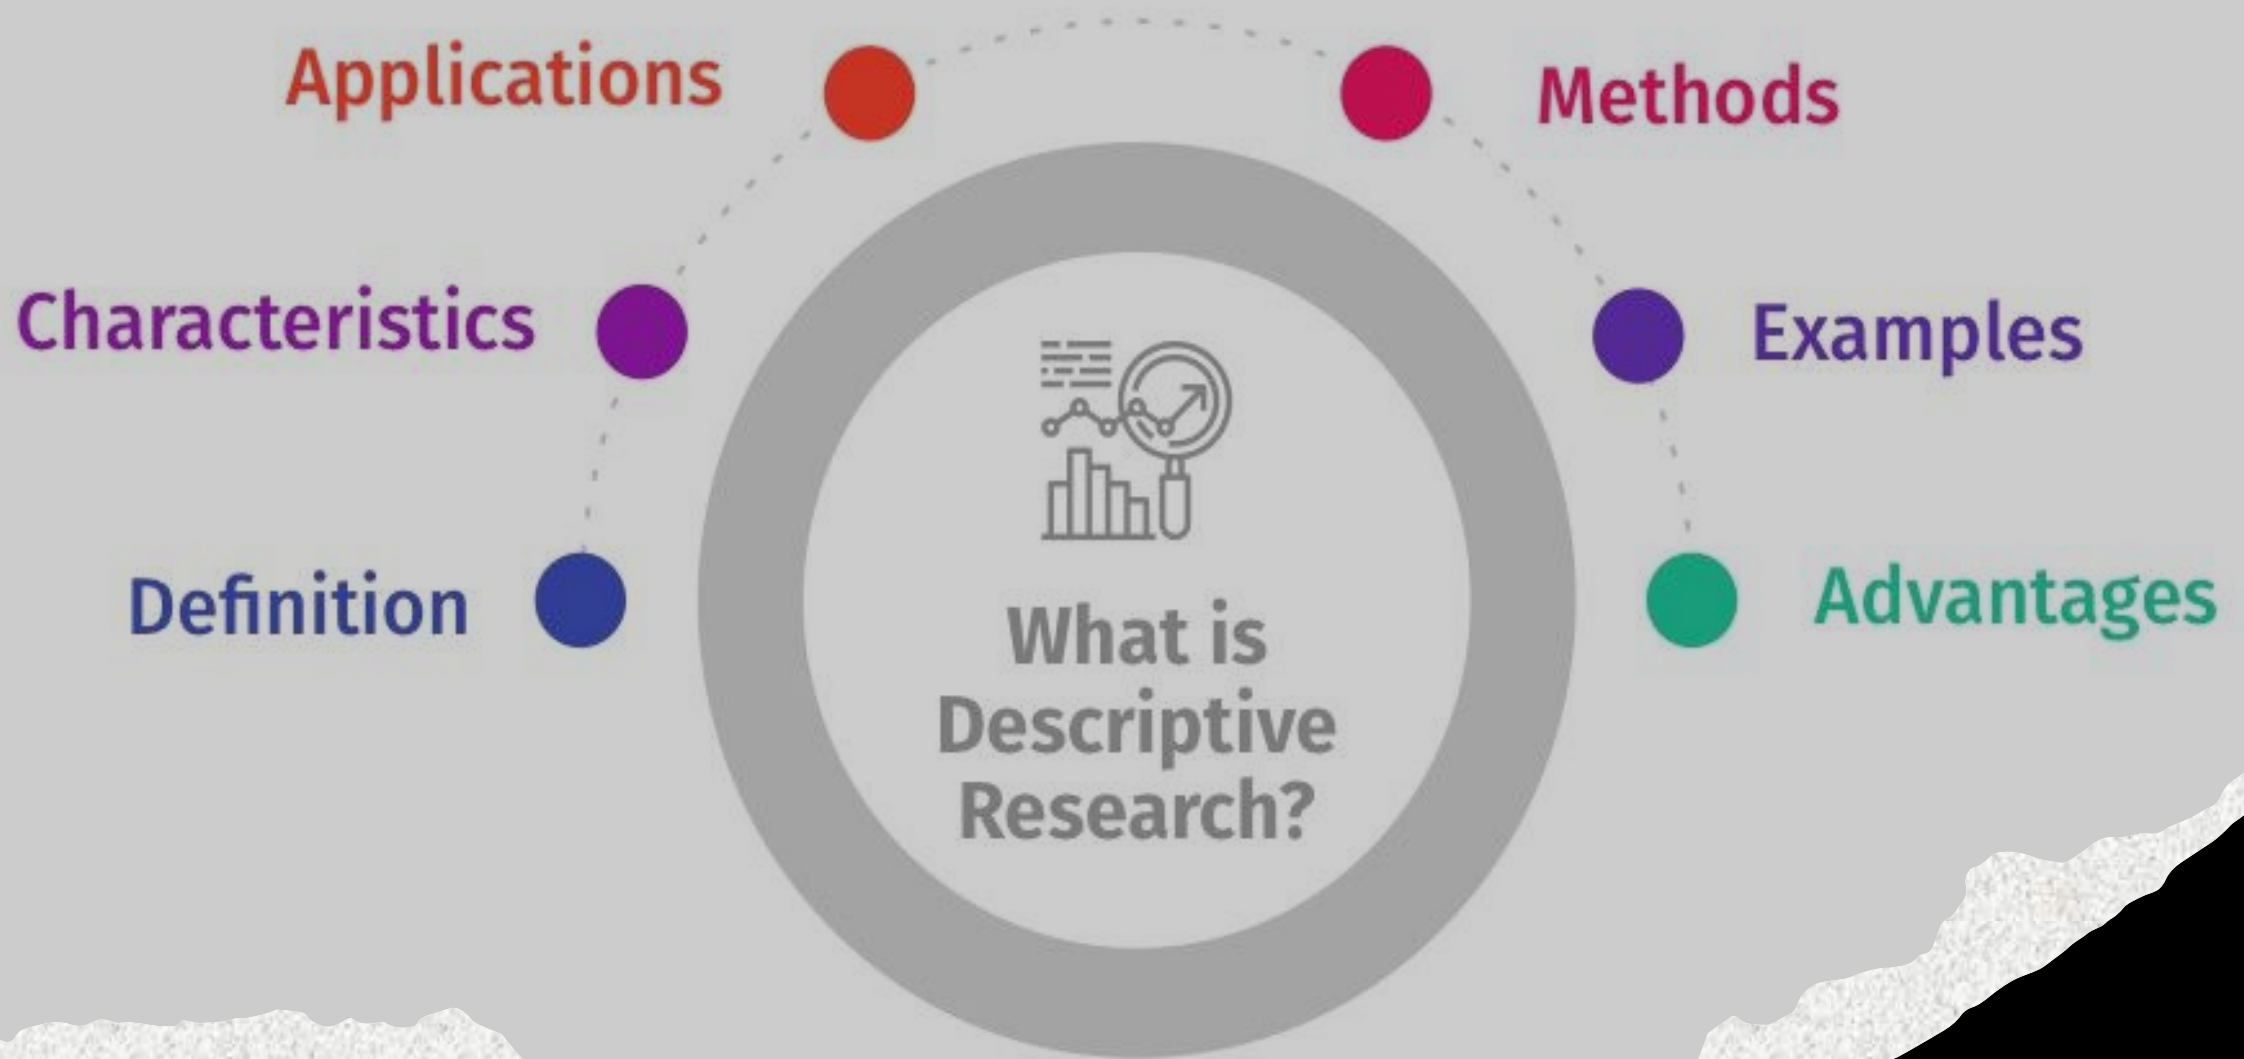 Applications
Methods
Characteristics
Examples
Definition
Advantages
What is
Descriptive
Research?